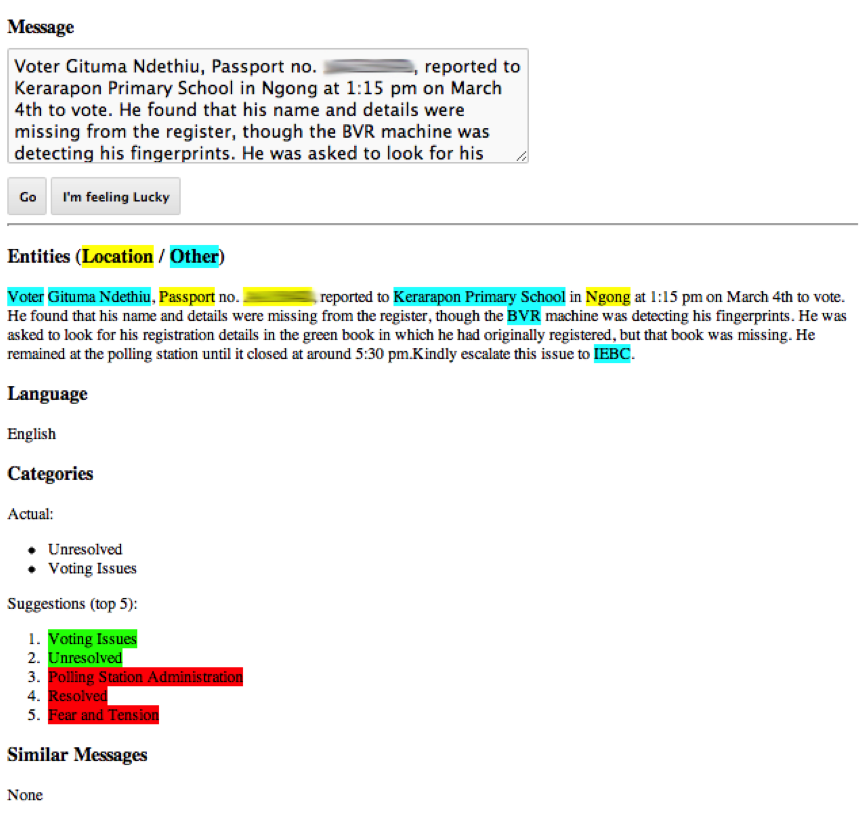 Message
Voter Gituma Ndethiu, Passport no. , reported to
Kerarapon Primary School in Ngong at 1:15 pm on March
4th to vote. He found that his name and details were
missing from the register, though the BVR machine was
detecting his fingerprints. He was asked to look for his
Go I'm feeling Lucky
Entities (Location / Other)
Voter Gituma Ndethiu, Passport no. , reported to Kerarapon Primary School in Ngong at 1:15 pm on March 4th to vote.
He found that his name and details were missing from the register, though the BVR machine was detecting his fingerprints. He was
asked to look for his registration details in the green book in which he had originally registered, but that book was missing. He
remained at the polling station until it closed at around 5:30 pm.Kindly escalate this issue to IEBC.
Language
English
Categories
Actual:
• Unresolved
• Voting Issues
Suggestions (top 5):
1. Voting Issues
2. Unresolved
3. Polling Station Administration
4. Resolved
5. Fear and Tension
Similar Messages
None